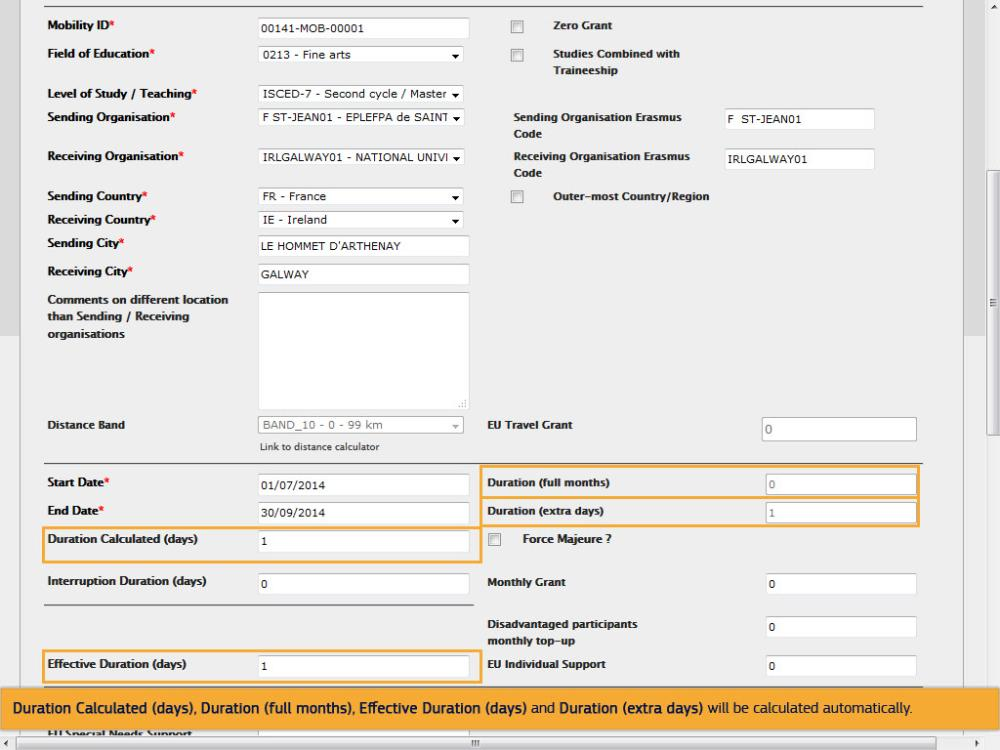 Mobility ID* 00141-MOB-00001 Zero Grant
Field of Education* 0213 - Fine arts Studies Combined with
Traineeship
Level of Study / Teaching* ISCED-7 - Second cycle / Master
Sending Organisation* F ST-JEAN01 - EPLEFPA de SAINT Sending Organisation Erasmus F ST-JEAN01
Code
Receiving Organisation* IRLGALWAY01 - NATIONAL UNIVI Receiving Organisation Erasmus IRLGALWAY01
Code
Sending Country* FR - France Outer-most Country/Region
Receiving Country* IE - Ireland
Sending City* LE HOMMET D'ARTHENAY
Receiving City* GALWAY
Comments on different location
than Sending / Receiving
organisations
Distance Band BAND_10 - 0 - 99 km EU Travel Grant 0
Link to distance calculator
Start Date* 01/07/2014 Duration (full months) 0
End Date* 30/09/2014 Duration (extra days) 1
Duration Calculated (days) 1 Force Majeure ?
Interruption Duration (days) 0 Monthly Grant 0
Disadvantaged participants 0
monthly top-up
Effective Duration (days) 1 EU Individual Support 0
Duration Calculated (days), Duration (full months), Effective Duration (days) and Duration (extra days) will be calculated automatically.
EU Special Needs Support